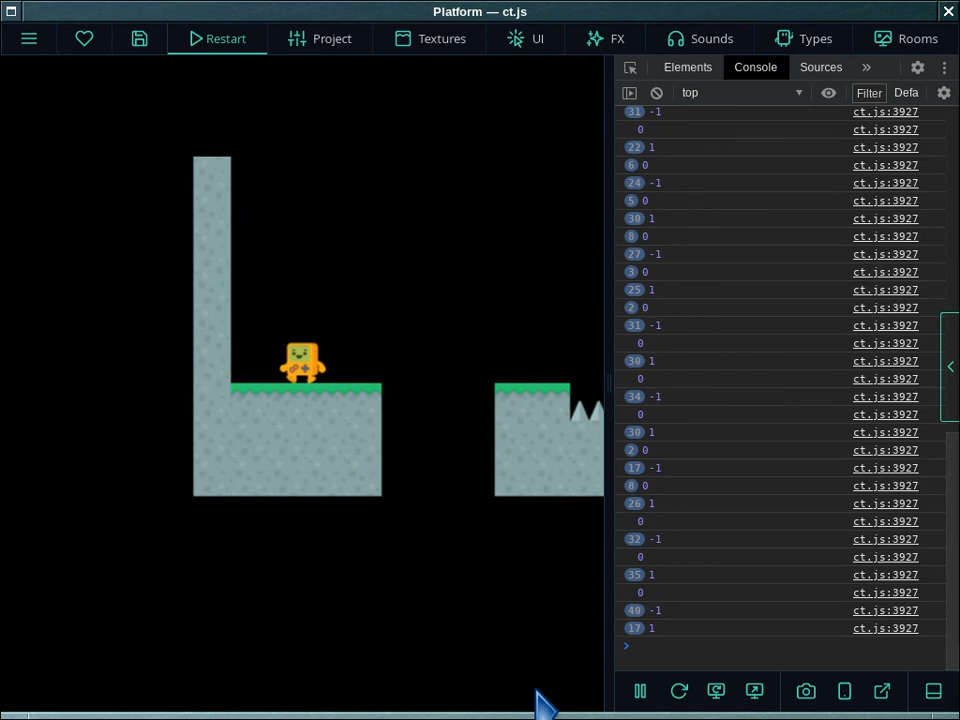 Platform — ct.js
Restart Project Textures UI FX Sounds Types Rooms
Elements Console Sources »
top Filter Defa
31 -1 ct.js:3927
0 ct.js:3927
22 1 ct.js:3927
6 0 ct.js:3927
24 -1 ct.js:3927
5 0 ct.js:3927
30 1 ct.js:3927
8 0 ct.js:3927
27 -1 ct.js:3927
3 0 ct.js:3927
25 1 ct.js:3927
2 0 ct.js:3927
31 -1 ct.js:3927
0 ct.js:3927
30 1 ct.js:3927
0 ct.js:3927
34 -1 ct.js:3927
0 ct.js:3927
30 1 ct.js:3927
2 0 ct.js:3927
17 -1 ct.js:3927
8 0 ct.js:3927
26 1 ct.js:3927
0 ct.js:3927
32 -1 ct.js:3927
0 ct.js:3927
35 1 ct.js:3927
0 ct.js:3927
40 -1 ct.js:3927
17 1 ct.js:3927